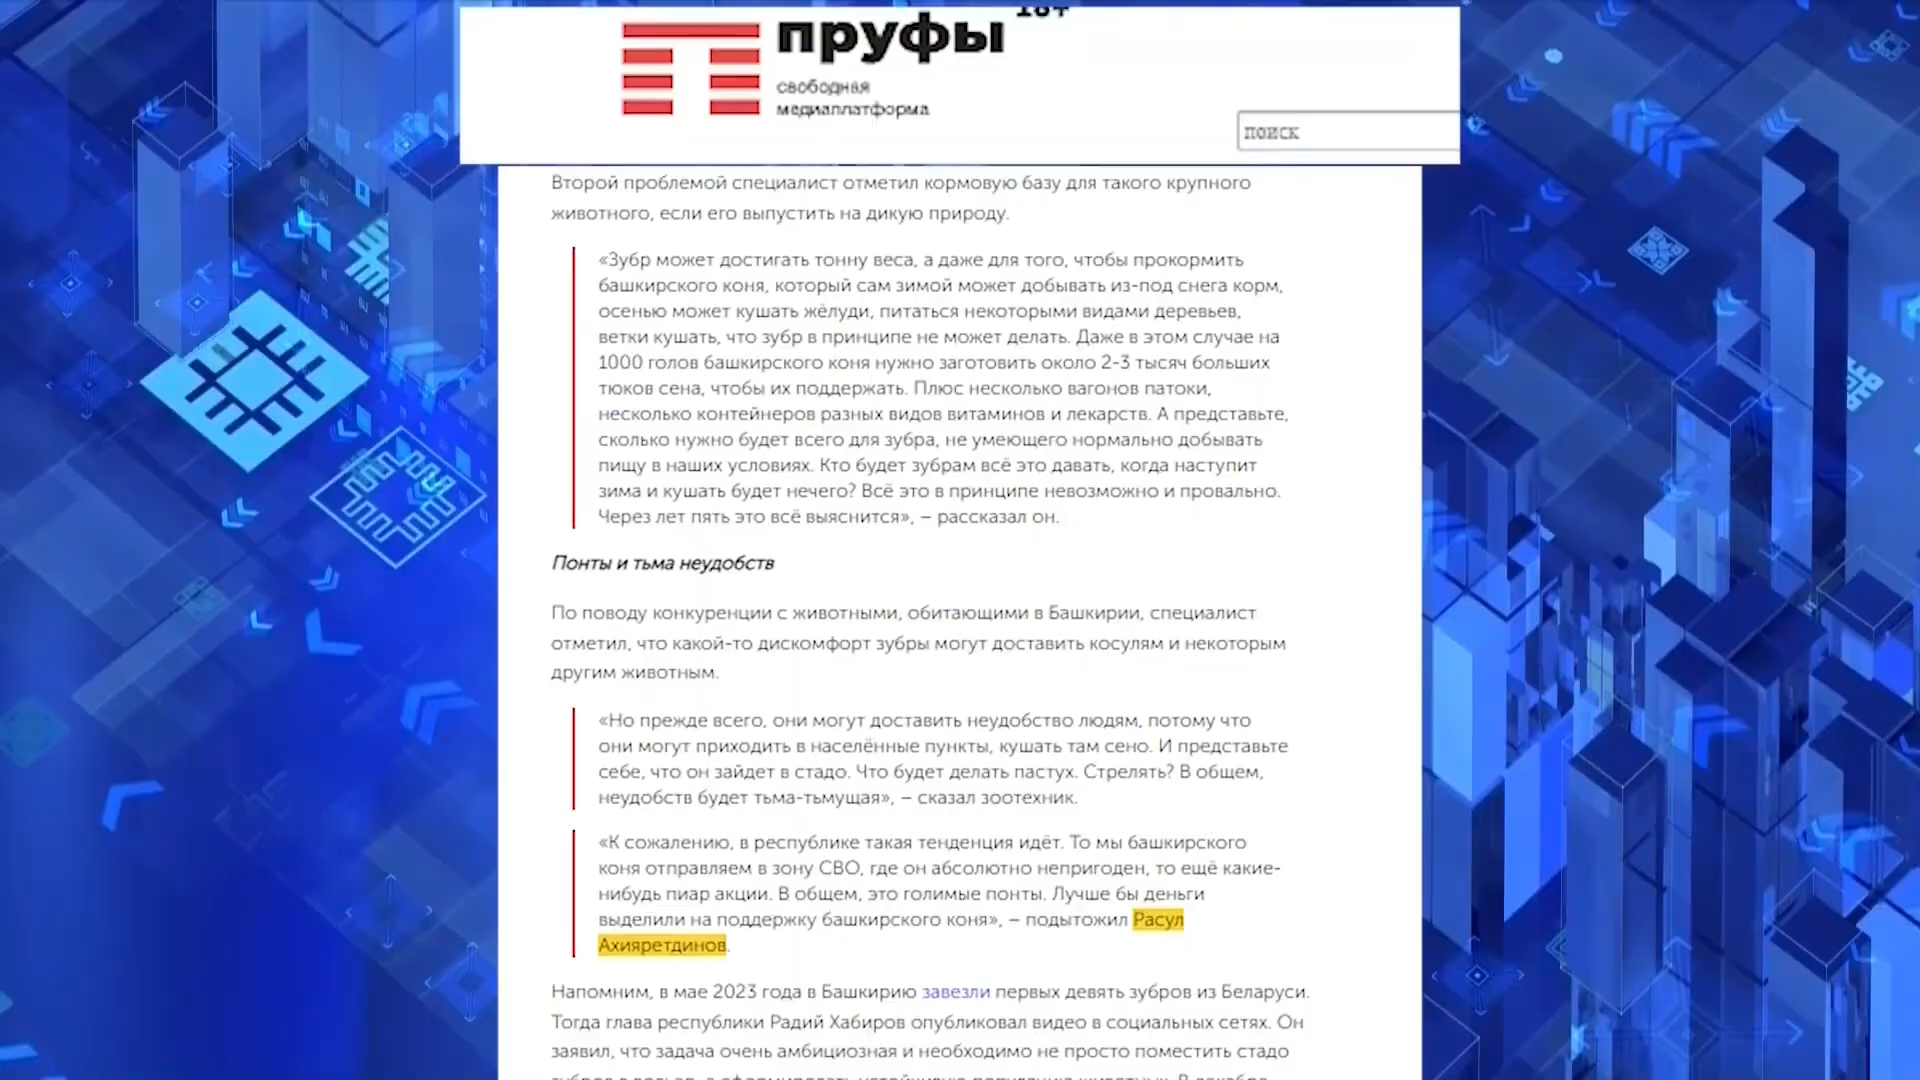 18+
пруфы
свободная
медиаплатформа
поиск
Второй проблемой специалист отметил кормовую базу для такого крупного
животного, если его выпустить на дикую природу.
«Зубр может достигать тонну веса, а даже для того, чтобы прокормить
башкирского коня, который сам зимой может добывать из-под снега корм,
осенью может кушать жёлуди, питаться некоторыми видами деревьев,
ветки кушать, что зубр в принципе не может делать. Даже в этом случае на
1000 голов башкирского коня нужно заготовить около 2-3 тысяч больших
тюков сена, чтобы их поддержать. Плюс несколько вагонов патоки,
несколько контейнеров разных видов витаминов и лекарств. А представьте,
сколько нужно будет всего для зубра, не умеющего нормально добывать
пищу в наших условиях. Кто будет зубрам всё это давать, когда наступит
зима и кушать будет нечего? Всё это в принципе невозможно и провально.
Через лет пять это всё выяснится», – рассказал он.
Понты и тьма неудобств
По поводу конкуренции с животными, обитающими в Башкирии, специалист
отметил, что какой-то дискомфорт зубры могут доставить косулям и некоторым
другим животным.
«Но прежде всего, они могут доставить неудобство людям, потому что
они могут приходить в населённые пункты, кушать там сено. И представьте
себе, что он зайдет в стадо. Что будет делать пастух. Стрелять? В общем,
неудобств будет тьма-тьмущая», – сказал зоотехник.
«К сожалению, в республике такая тенденция идёт. То мы башкирского
коня отправляем в зону СВО, где он абсолютно непригоден, то ещё какие-
нибудь пиар акции. В общем, это голимые понты. Лучше бы деньги
выделили на поддержку башкирского коня», – подытожил Расул
Ахияретдинов.
Напомним, в мае 2023 года в Башкирию завезли первых девять зубров из Беларуси.
Тогда глава республики Радий Хабиров опубликовал видео в социальных сетях. Он
заявил, что задача очень амбициозная и необходимо не просто поместить стадо